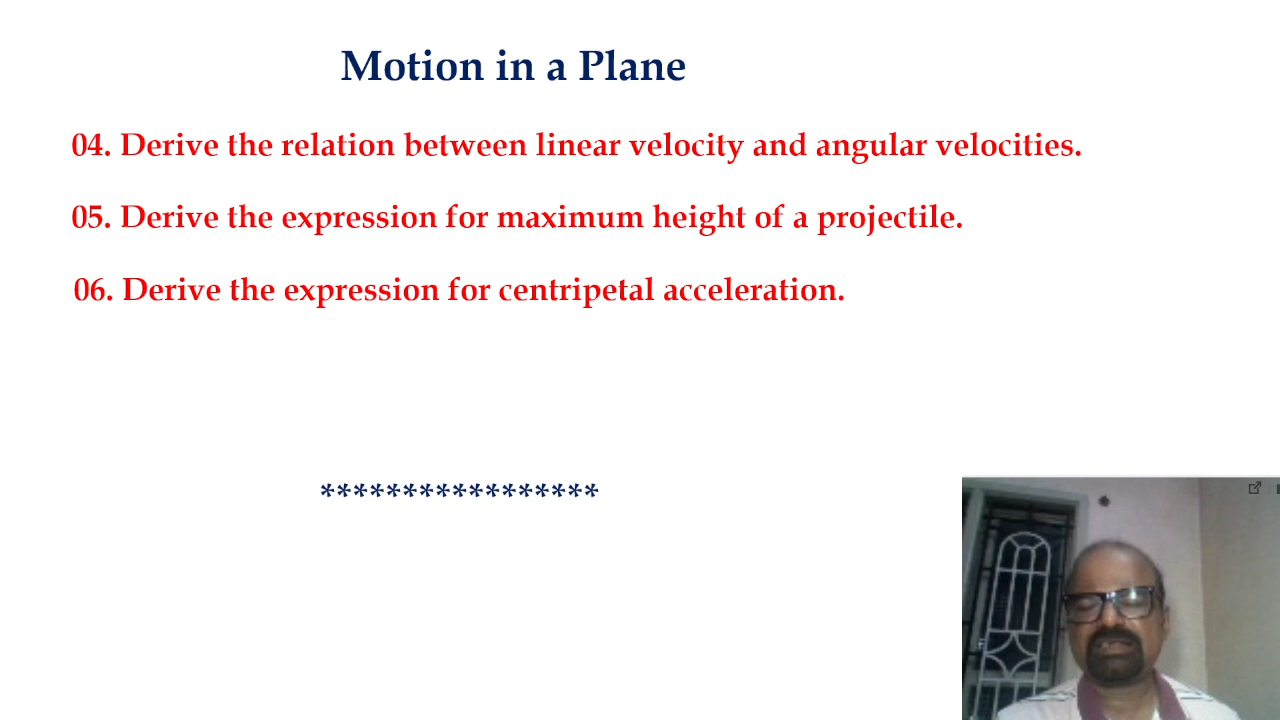 Motion in a Plane
04. Derive the relation between linear velocity and angular velocities.
05. Derive the expression for maximum height of a projectile.
06. Derive the expression for centripetal acceleration.
*****************